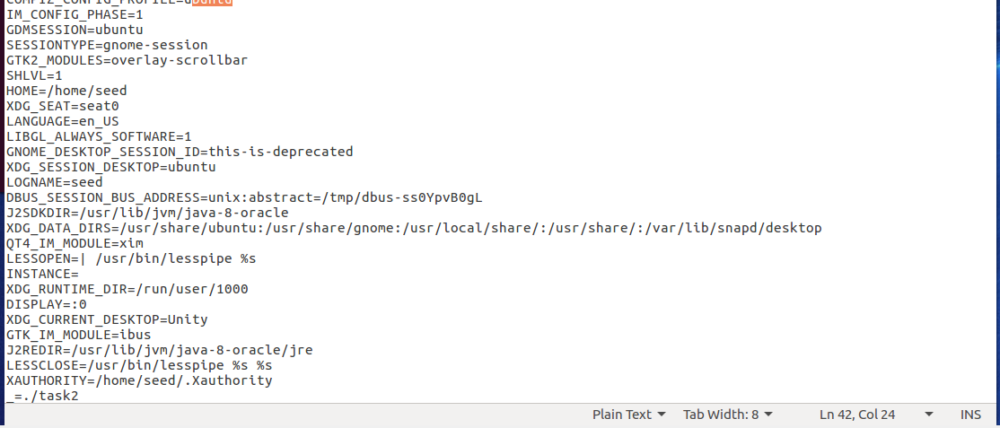 COMPIZ_CONFIG_PROFILE=ubuntu
IM_CONFIG_PHASE=1
GDMSESSION=ubuntu
SESSIONTYPE=gnome-session
GTK2_MODULES=overlay-scrollbar
SHLVL=1
HOME=/home/seed
XDG_SEAT=seat0
LANGUAGE=en_US
LIBGL_ALWAYS_SOFTWARE=1
GNOME_DESKTOP_SESSION_ID=this-is-deprecated
XDG_SESSION_DESKTOP=ubuntu
LOGNAME=seed
DBUS_SESSION_BUS_ADDRESS=unix:abstract=/tmp/dbus-ss0YpvB0gL
J2SDKDIR=/usr/lib/jvm/java-8-oracle
XDG_DATA_DIRS=/usr/share/ubuntu:/usr/share/gnome:/usr/local/share/:/usr/share/:/var/lib/snapd/desktop
QT4_IM_MODULE=xim
LESSOPEN=| /usr/bin/lesspipe %s
INSTANCE=
XDG_RUNTIME_DIR=/run/user/1000
DISPLAY=:0
XDG_CURRENT_DESKTOP=Unity
GTK_IM_MODULE=ibus
J2REDIR=/usr/lib/jvm/java-8-oracle/jre
LESSCLOSE=/usr/bin/lesspipe %s %s
XAUTHORITY=/home/seed/.Xauthority
_=./task2
Plain Text Tab Width: 8 Ln 42, Col 24 INS